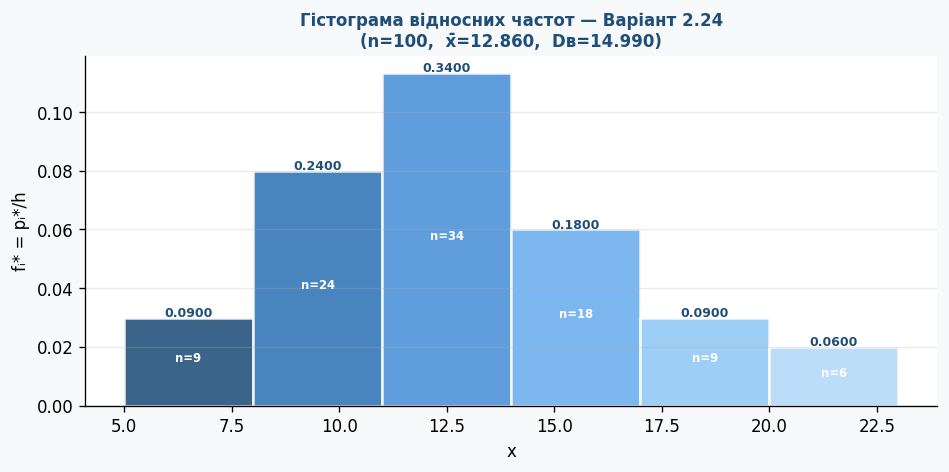 Гістограма відносних частот — Варіант 2.24
(n=100,  x̄=12.860,  Dв=14.990)
0.3400
0.10
0.2400
0.08
fᵢ* = pᵢ*/h
0.06
n=34
0.1800
0.04
n=24
0.0900
n=18
0.0900
0.02
n=9
n=9
0.0600
n=6
0.00
5.0 7.5 10.0 12.5 15.0 17.5 20.0 22.5
x